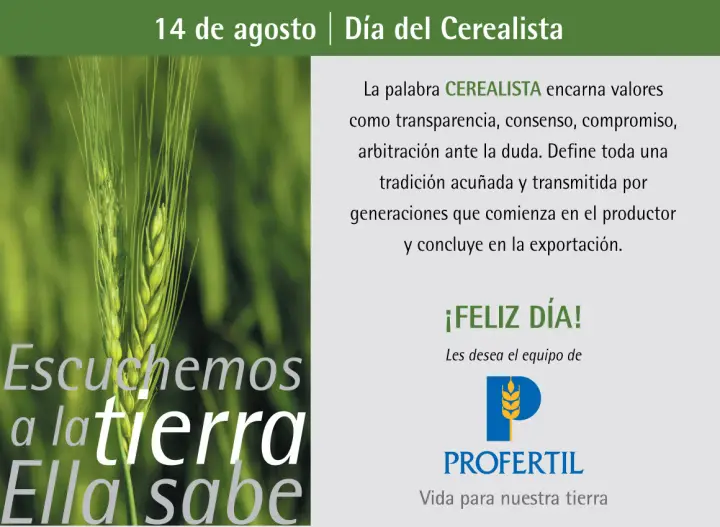 14 de agosto | Día del Cerealista
La palabra CEREALISTA encarna valores
como transparencia, consenso, compromiso,
arbitración ante la duda. Define toda una
tradición acuñada y transmitida por
generaciones que comienza en el productor
y concluye en la exportación.
¡FELIZ DÍA!
Les desea el equipo de
PROFERTIL
Vida para nuestra tierra
Escuchemos
a la tierra
Ella sabe